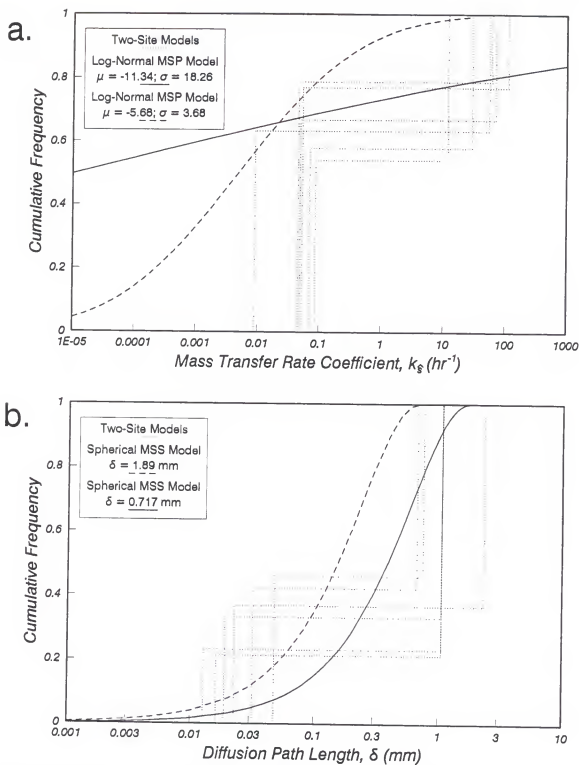 a.
1
0.8
0.6
0.4
0.2
0
Cumulative Frequency
Two-Site Models
Log-Normal MSP Model
μ = -11.34; σ = 18.26
Log-Normal MSP Model
μ = -5.68; σ = 3.68
1E-05 0.0001 0.001 0.01 0.1 1 10 100 1000
Mass Transfer Rate Coefficient, kₛ (hr⁻¹)
b.
1
0.8
0.6
0.4
0.2
0
Cumulative Frequency
Two-Site Models
Spherical MSS Model
δ = 1.89 mm
Spherical MSS Model
δ = 0.717 mm
0.001 0.003 0.01 0.03 0.1 0.3 1 3 10
Diffusion Path Length, δ (mm)